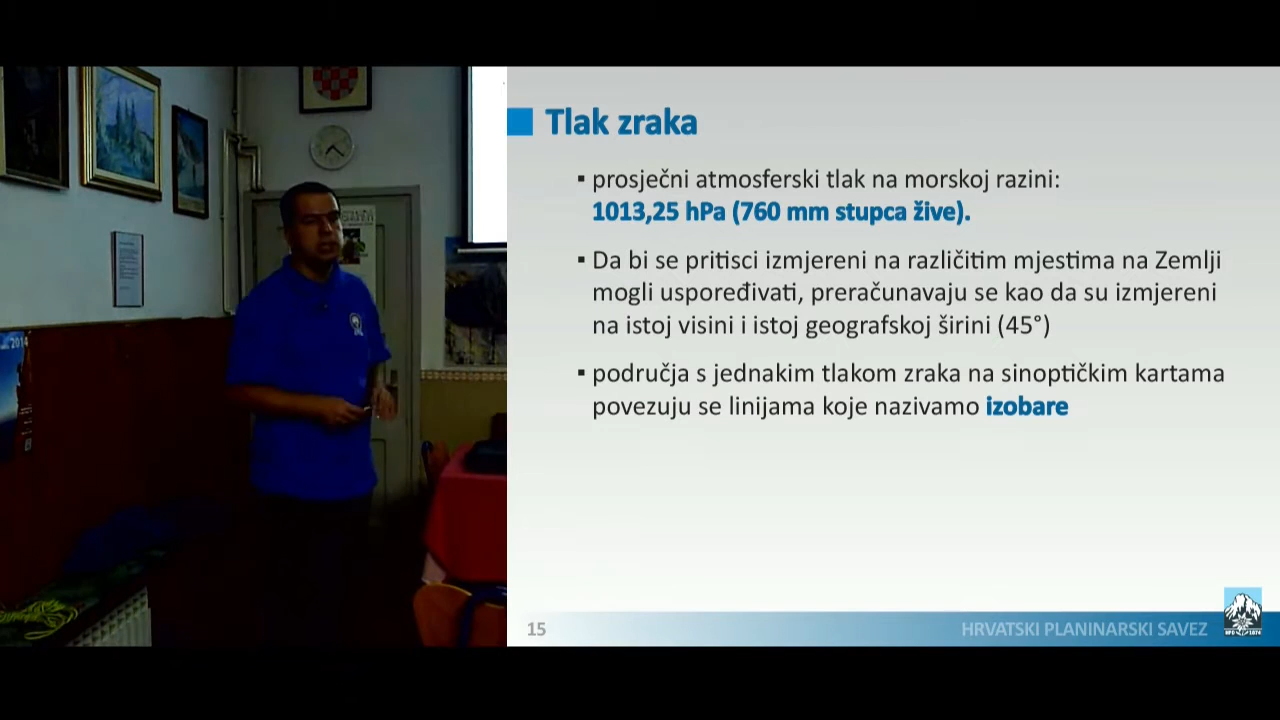 2014
Tlak zraka
▪ prosječni atmosferski tlak na morskoj razini:
1013,25 hPa (760 mm stupca žive).
▪ Da bi se pritisci izmjereni na različitim mjestima na Zemlji
mogli uspoređivati, preračunavaju se kao da su izmjereni
na istoj visini i istoj geografskoj širini (45°)
▪ područja s jednakim tlakom zraka na sinoptičkim kartama
povezuju se linijama koje nazivamo izobare
15
HRVATSKI PLANINARSKI SAVEZ
HPD 1874